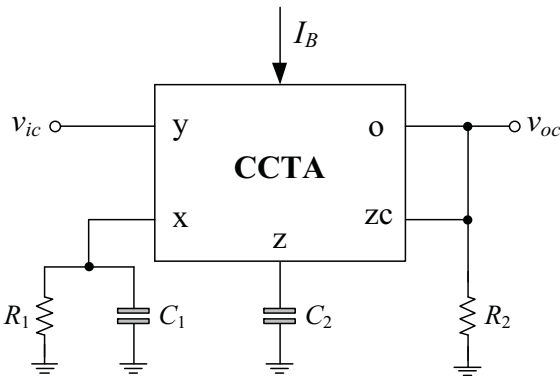 I_B
v_ic
y
o
v_oc
CCTA
x
zc
z
R_1
C_1
C_2
R_2